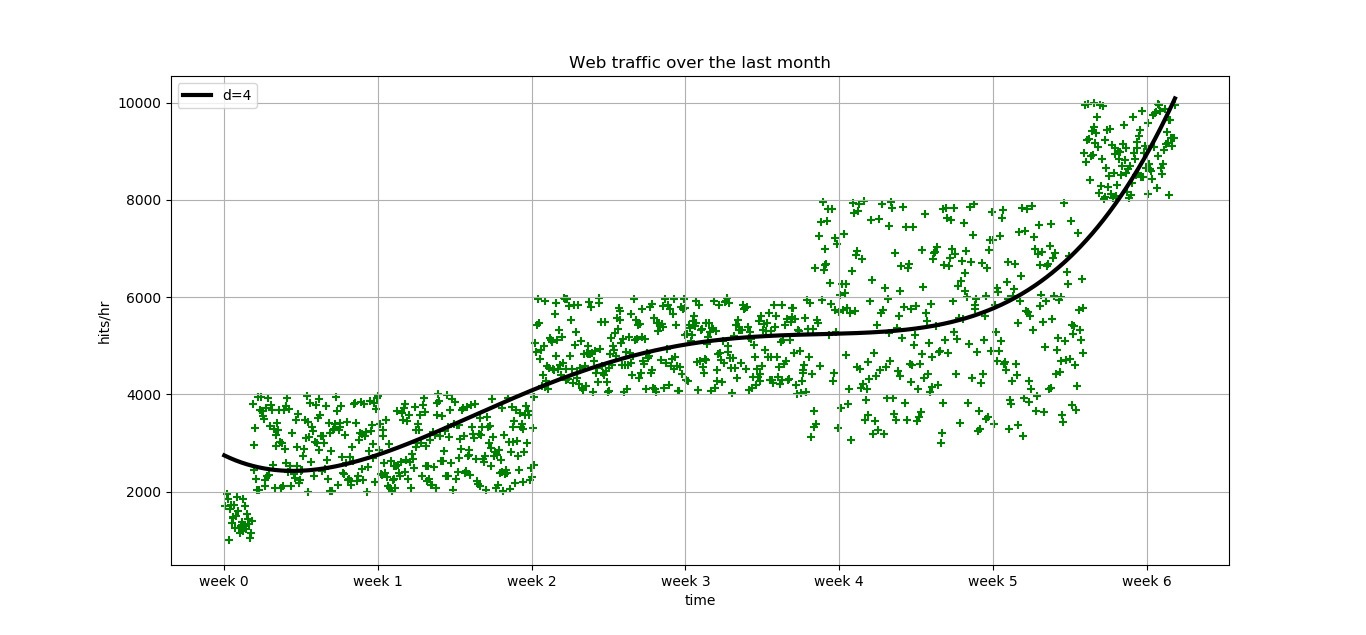 Web traffic over the last month
d=4
10000
8000
6000
4000
2000
hits/hr
week 0 week 1 week 2 week 3 week 4 week 5 week 6
time